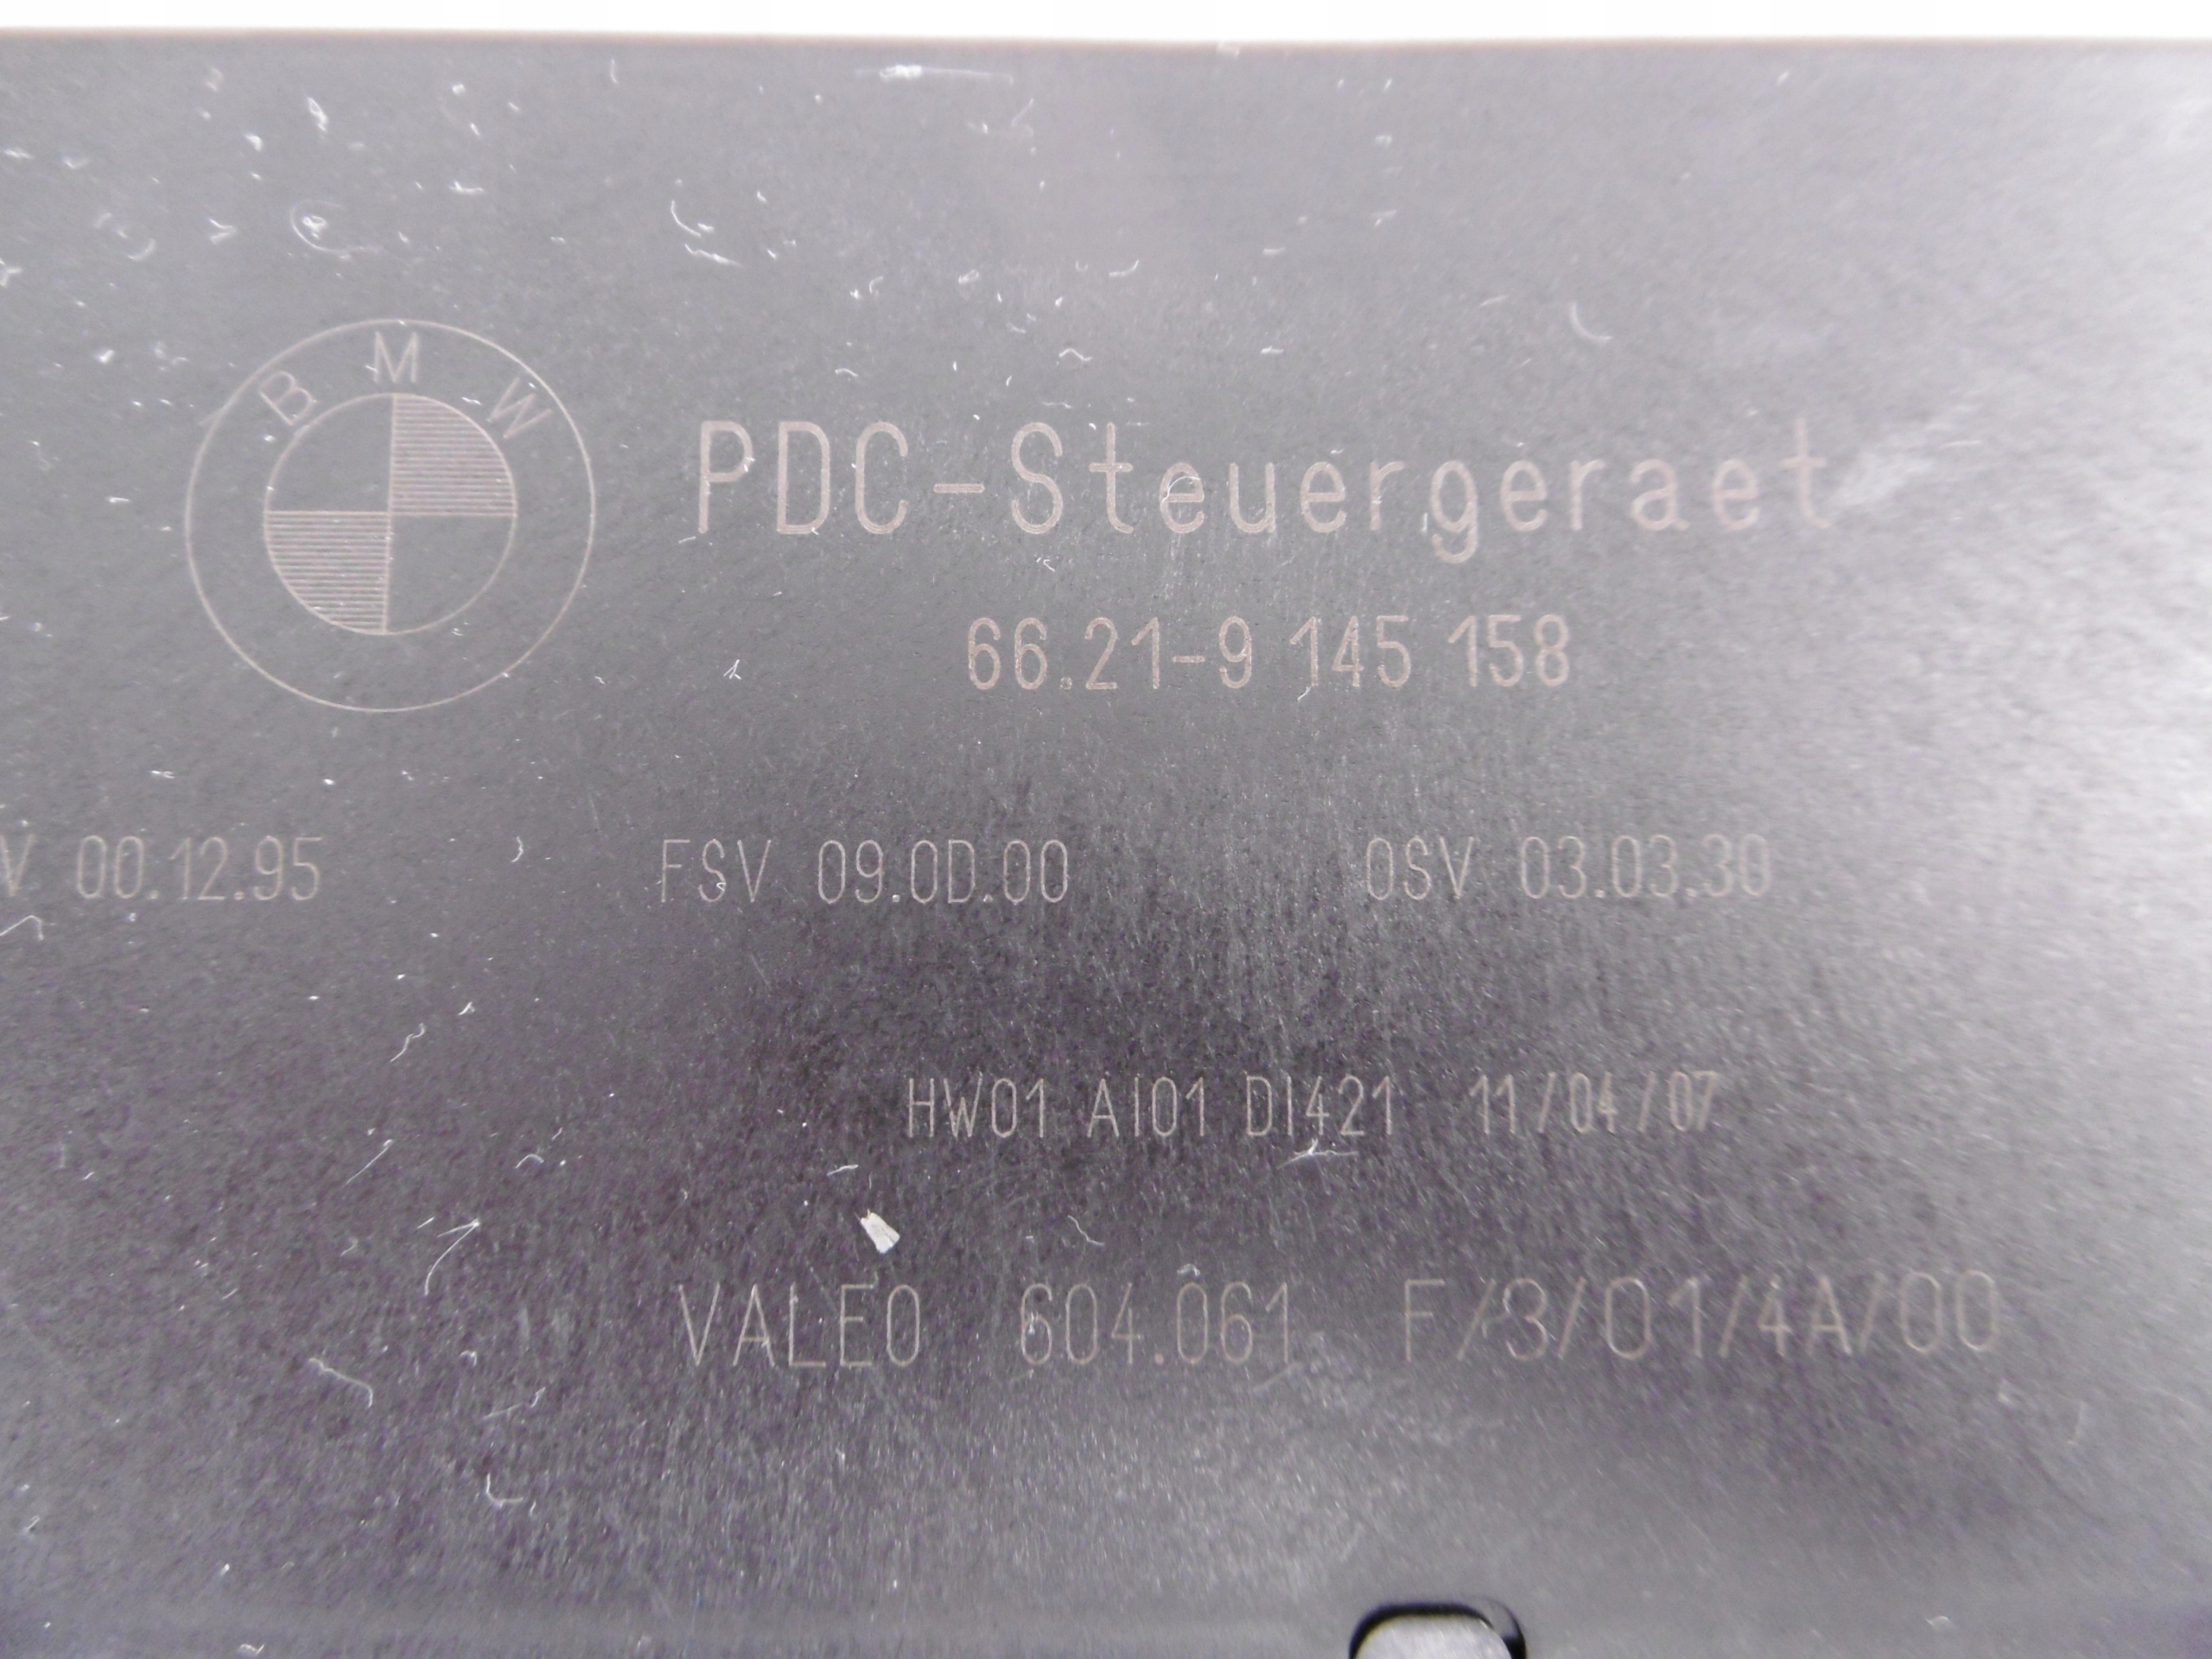 BMW
PDC-Steuergeraet
66.21-9 145 158
V 00.12.95 FSV 09.0D.00 OSV 03.03.30
HW01 AI01 DI421 11/04/07
VALEO 604.061 F/3/01/4A/00